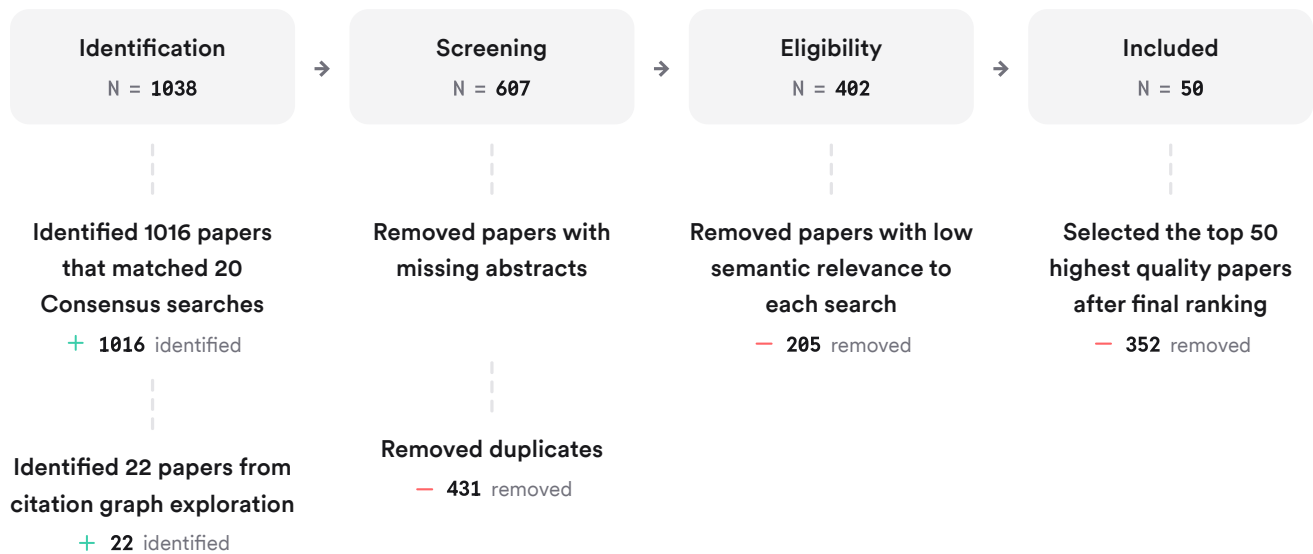 Identification
N = 1038
→
Screening
N = 607
→
Eligibility
N = 402
→
Included
N = 50
Identified 1016 papers
that matched 20
Consensus searches
+ 1016 identified
Identified 22 papers from
citation graph exploration
+ 22 identified
Removed papers with
missing abstracts
Removed duplicates
− 431 removed
Removed papers with low
semantic relevance to
each search
− 205 removed
Selected the top 50
highest quality papers
after final ranking
− 352 removed